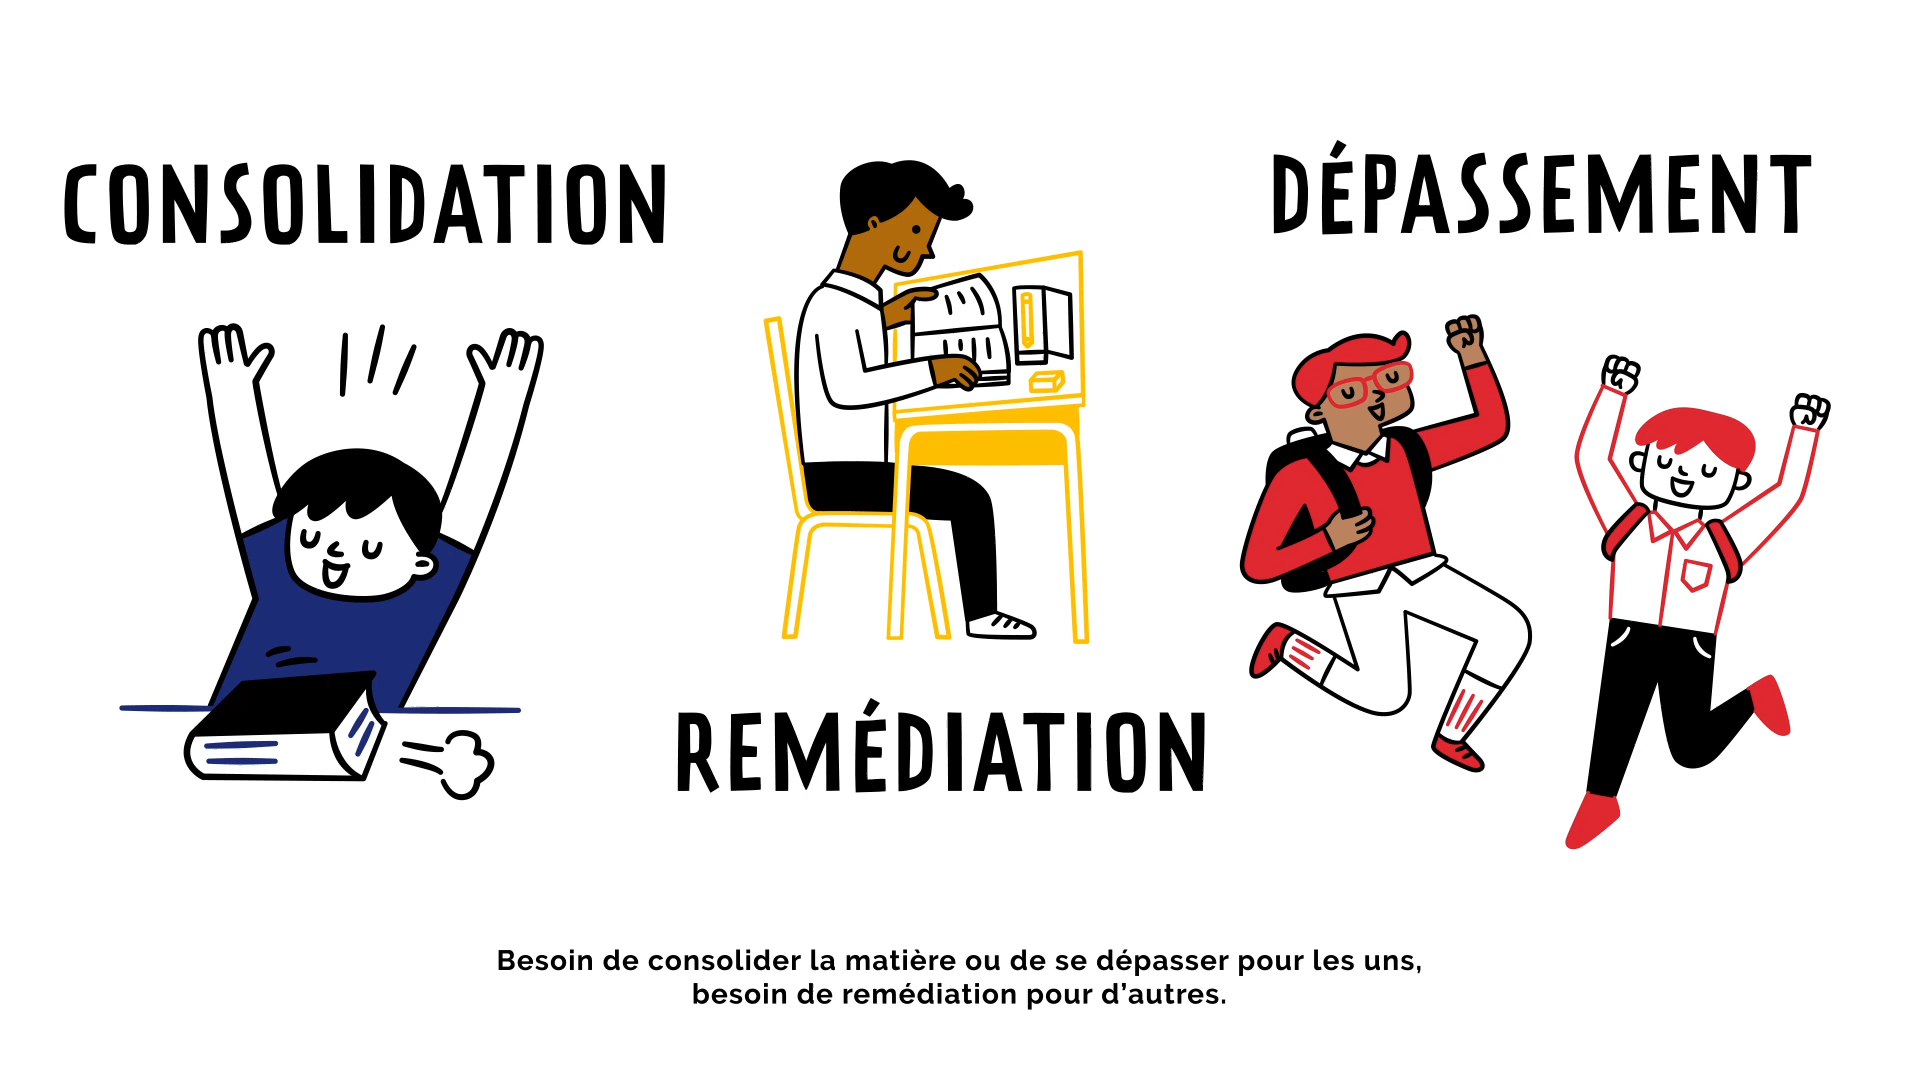 CONSOLIDATION
DÉPASSEMENT
REMÉDIATION
Besoin de consolider la matière ou de se dépasser pour les uns,
besoin de remédiation pour d’autres.